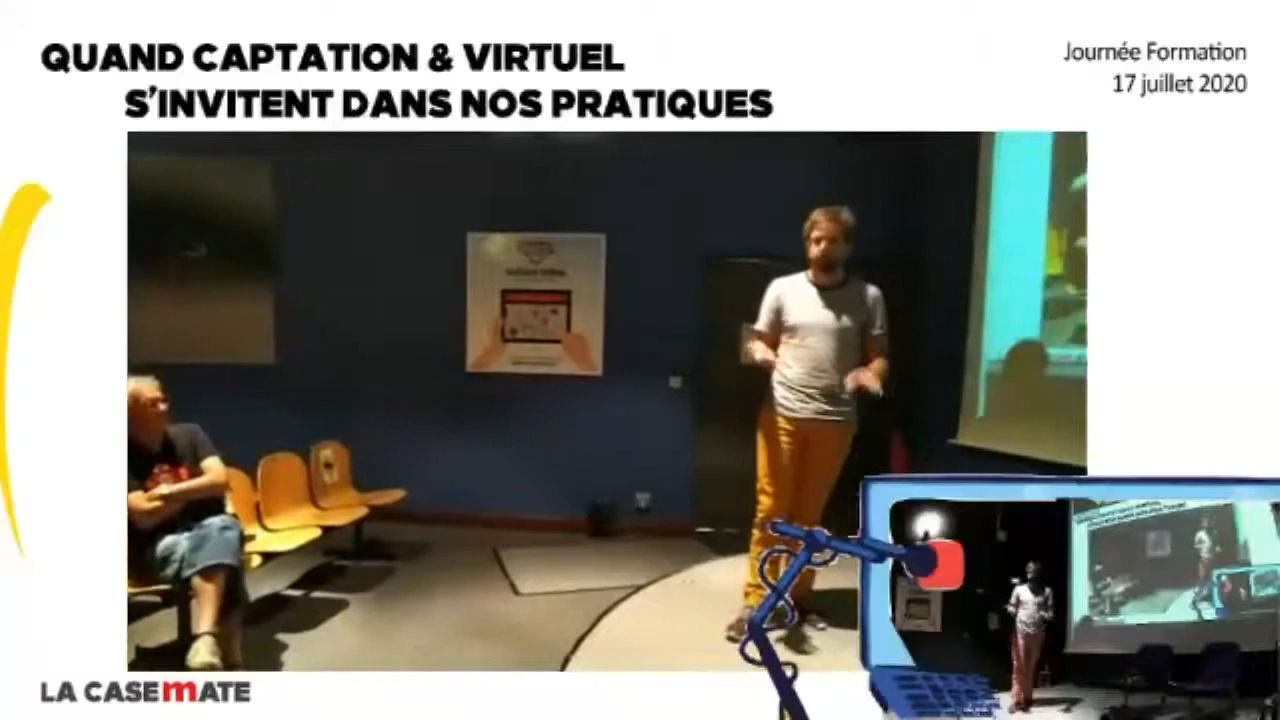 QUAND CAPTATION & VIRTUEL
S'INVITENT DANS NOS PRATIQUES
Journée Formation
17 juillet 2020
LA CASEMATE